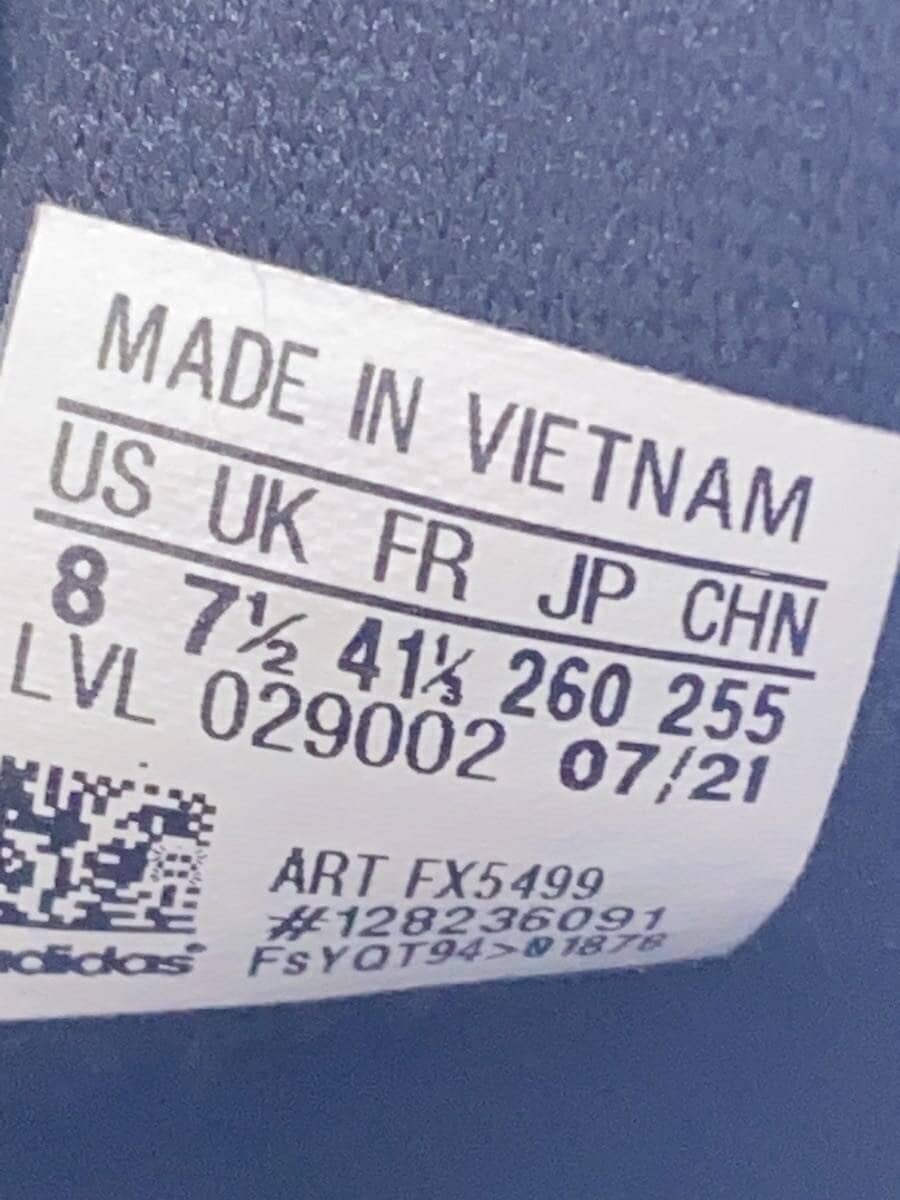 MADE IN VIETNAM
US UK FR JP CHN
8 7½ 41⅓ 260 255
LVL 029002 07/21
ART FX5499
#128236091
adidas